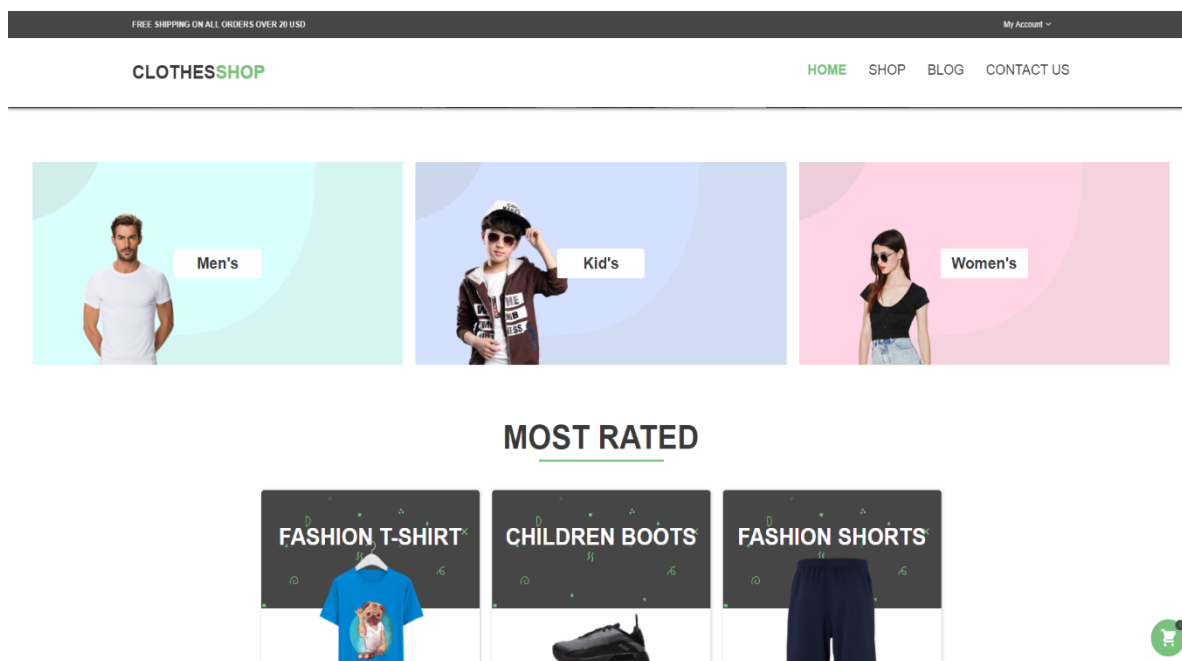 FREE SHIPPING ON ALL ORDERS OVER 20 USD
My Account
CLOTHESSHOP
HOME SHOP BLOG CONTACT US
Men's
Kid's
Women's
MOST RATED
FASHION T-SHIRT
CHILDREN BOOTS
FASHION SHORTS